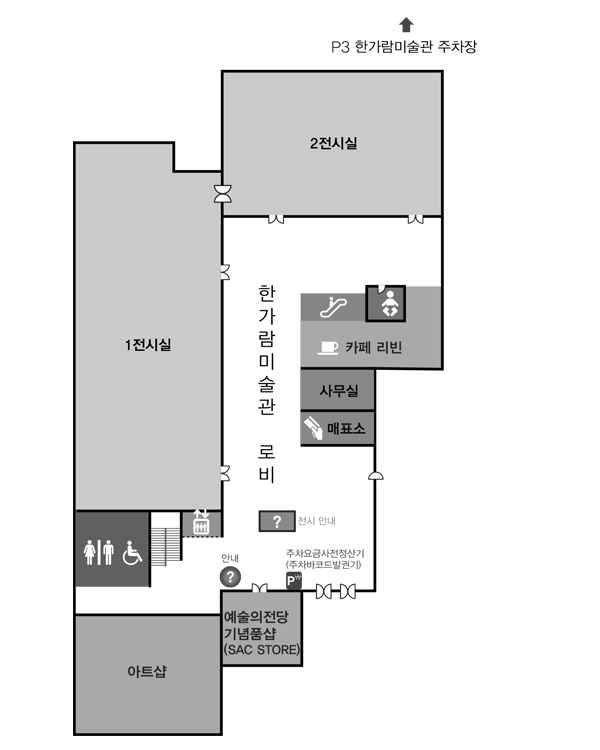 P3 한가람미술관 주차장
2전시실
1전시실
한가람미술관 로비
카페 리빈
사무실
매표소
?
전시 안내
안내
?
주차요금사전정산기
(주차바코드발권기)
P W
예술의전당
기념품샵
(SAC STORE)
아트샵